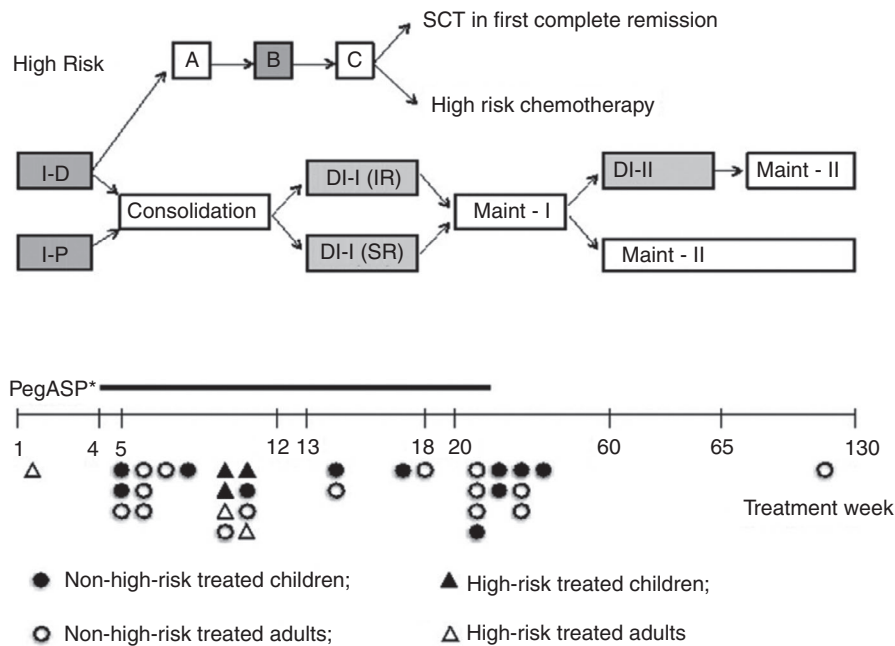 SCT in first complete remission
High Risk
A
B
C
High risk chemotherapy
I-D
DI-I (IR)
DI-II
Maint - II
Consolidation
Maint - I
I-P
DI-I (SR)
Maint - II
PegASP*
1 4 5 12 13 18 20 60 65 130
Treatment week
Non-high-risk treated children;
High-risk treated children;
Non-high-risk treated adults;
High-risk treated adults